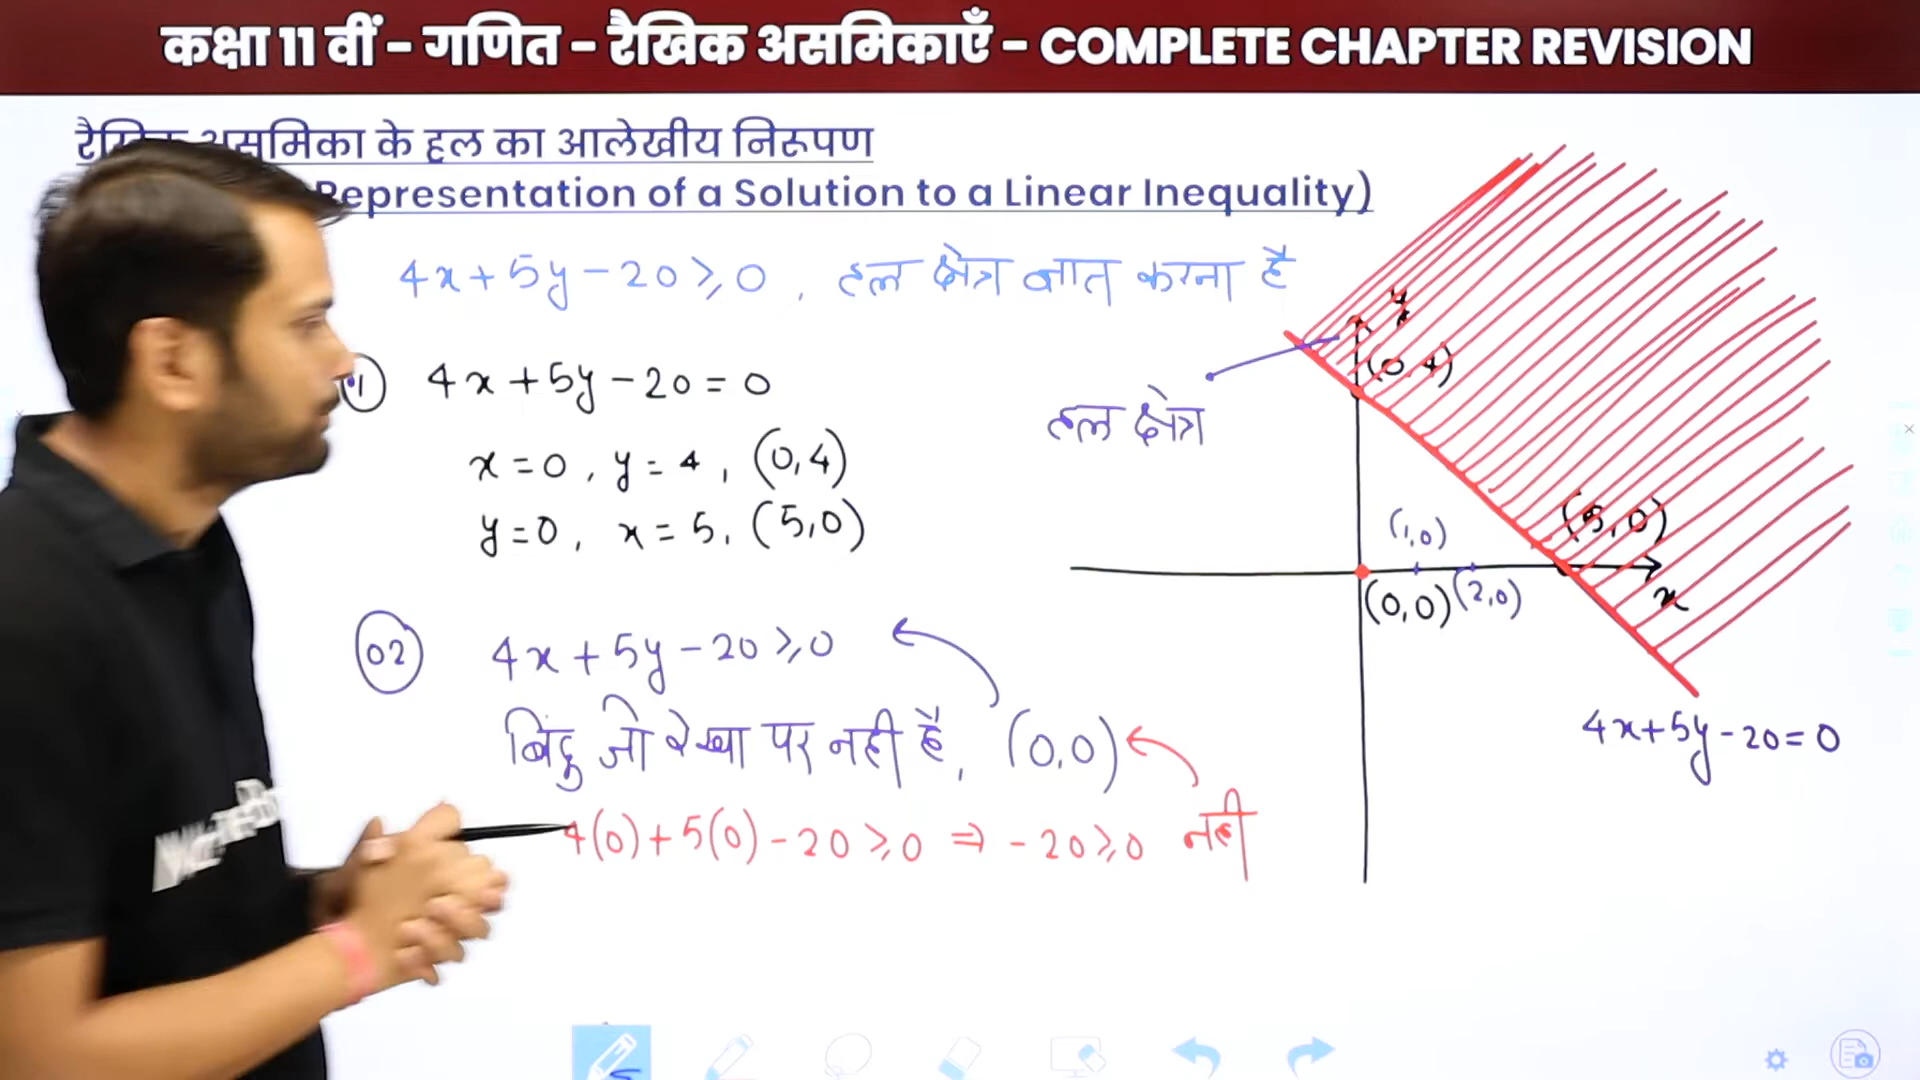 कक्षा 11 वीं – गणित – रैखिक असमिकाएँ – COMPLETE CHAPTER REVISION
रैखिक असमिका के हल का आलेखीय निरूपण
Representation of a Solution to a Linear Inequality)
4x + 5y - 20 ≥ 0 , हल क्षेत्र ज्ञात करना है
01 4x + 5y - 20 = 0
x = 0 , y = 4 , (0,4)
y = 0 , x = 5 , (5,0)
02 4x + 5y - 20 ≥ 0
बिंदु जो रेखा पर नहीं है , (0,0)
4(0) + 5(0) - 20 ≥ 0 ⇒ - 20 ≥ 0 नहीं
y
(0,4)
हल क्षेत्र
(5,0)
(1,0)
(0,0) (2,0)
x
4x + 5y - 20 = 0